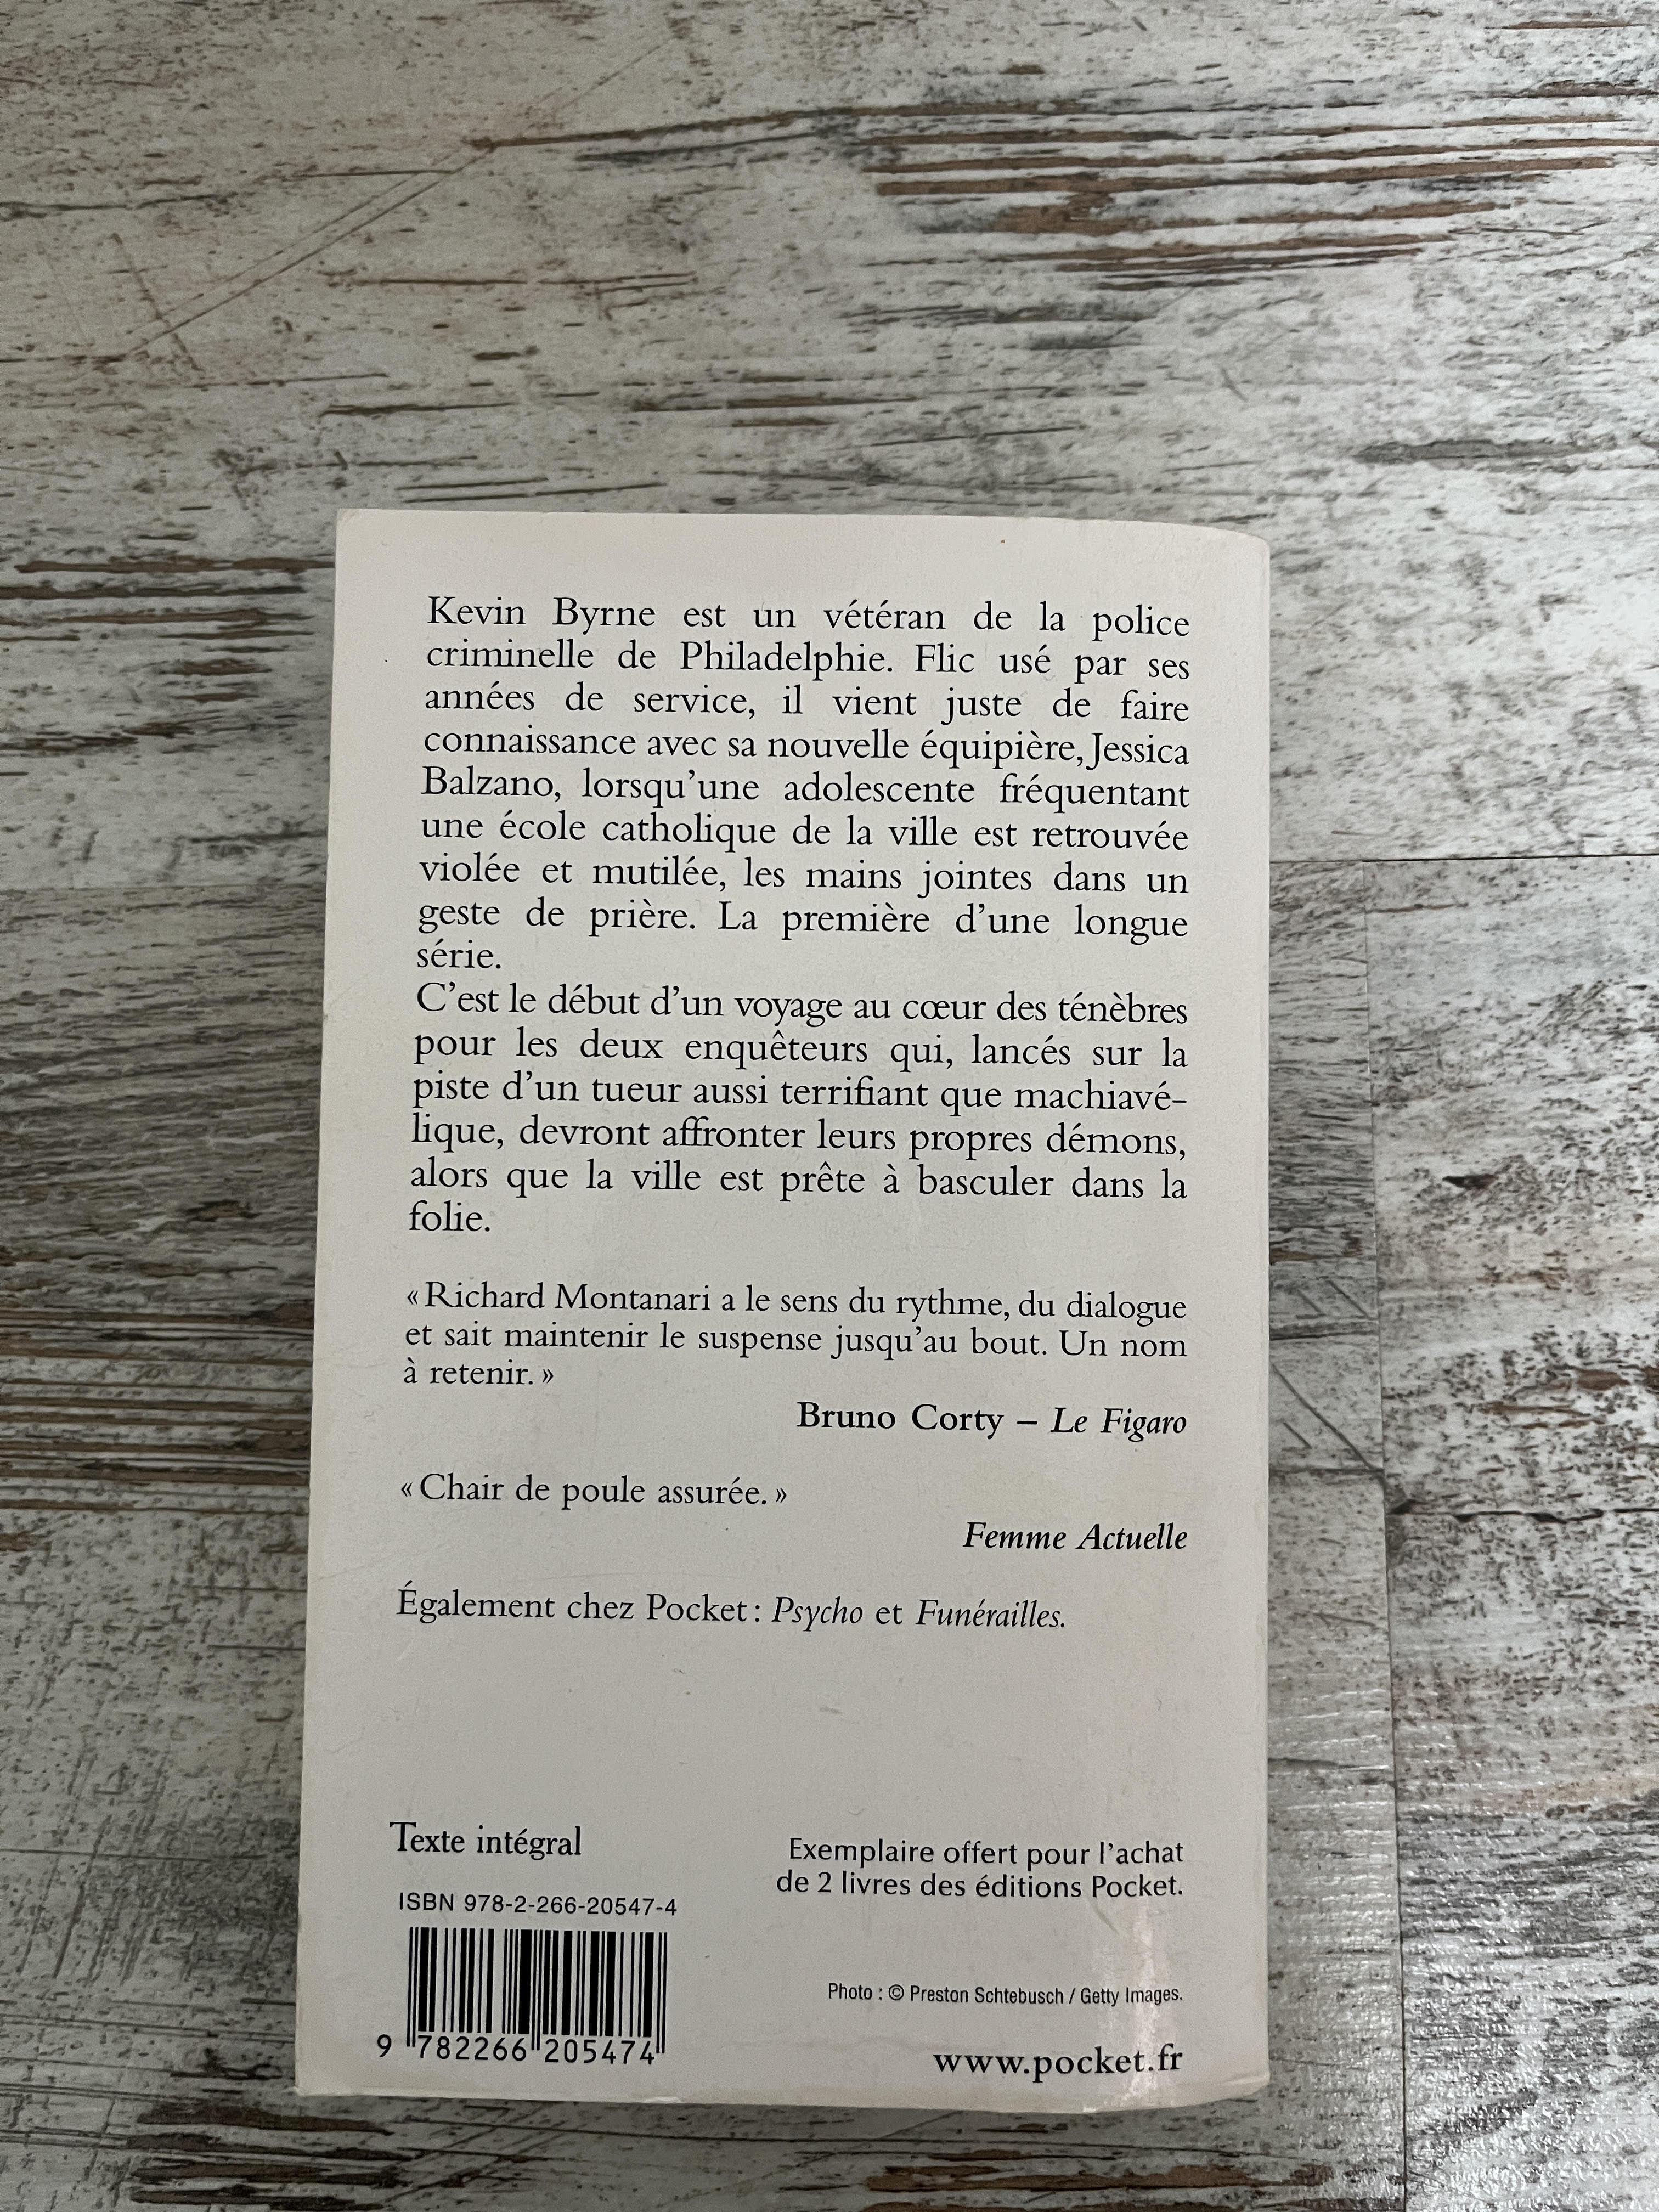 Kevin Byrne est un vétéran de la police
criminelle de Philadelphie. Flic usé par ses
années de service, il vient juste de faire
connaissance avec sa nouvelle équipière, Jessica
Balzano, lorsqu'une adolescente fréquentant
une école catholique de la ville est retrouvée
violée et mutilée, les mains jointes dans un
geste de prière. La première d'une longue
série.
C'est le début d'un voyage au cœur des ténèbres
pour les deux enquêteurs qui, lancés sur la
piste d'un tueur aussi terrifiant que machiavé-
lique, devront affronter leurs propres démons,
alors que la ville est prête à basculer dans la
folie.
« Richard Montanari a le sens du rythme, du dialogue
et sait maintenir le suspense jusqu'au bout. Un nom
à retenir. »
Bruno Corty – Le Figaro
« Chair de poule assurée. »
Femme Actuelle
Également chez Pocket : Psycho et Funérailles.
Texte intégral
Exemplaire offert pour l'achat
de 2 livres des éditions Pocket.
ISBN 978-2-266-20547-4
9 782266 205474
Photo : © Preston Schtebusch / Getty Images.
www.pocket.fr